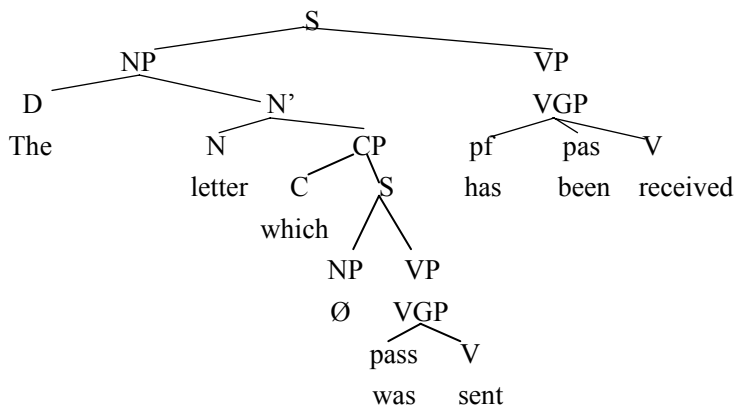 S
NP VP
D N’ VGP
The N CP pf pas V
letter C S has been received
which
NP VP
Ø VGP
pass V
was sent